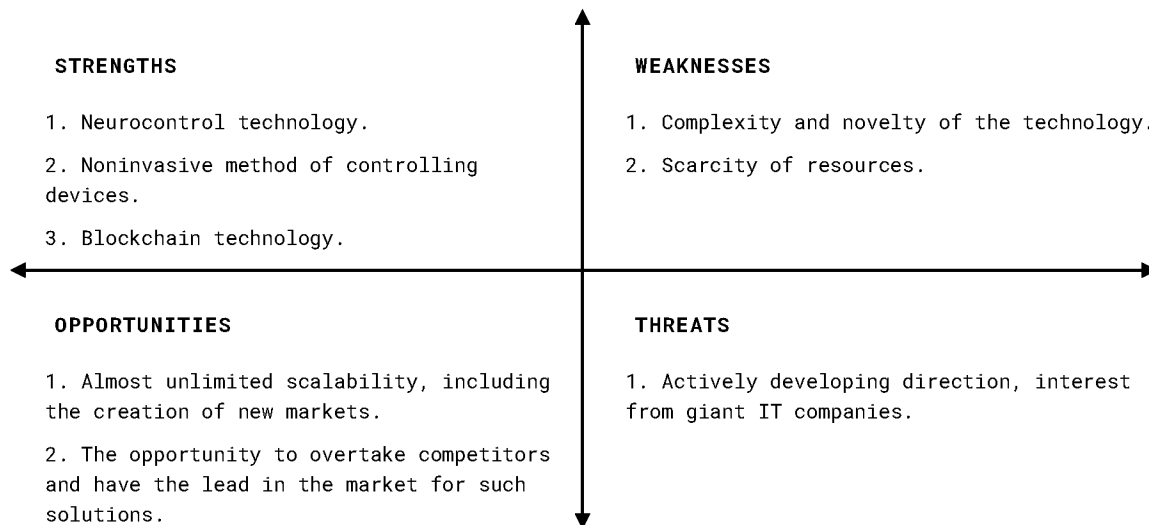 STRENGTHS
1. Neurocontrol technology.
2. Noninvasive method of controlling
devices.
3. Blockchain technology.
WEAKNESSES
1. Complexity and novelty of the technology.
2. Scarcity of resources.
OPPORTUNITIES
1. Almost unlimited scalability, including
the creation of new markets.
2. The opportunity to overtake competitors
and have the lead in the market for such
solutions.
THREATS
1. Actively developing direction, interest
from giant IT companies.